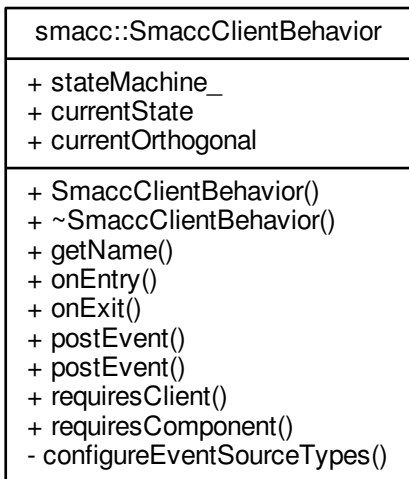 smacc::SmaccClientBehavior
+ stateMachine_
+ currentState
+ currentOrthogonal
+ SmaccClientBehavior()
+ ~SmaccClientBehavior()
+ getName()
+ onEntry()
+ onExit()
+ postEvent()
+ postEvent()
+ requiresClient()
+ requiresComponent()
- configureEventSourceTypes()